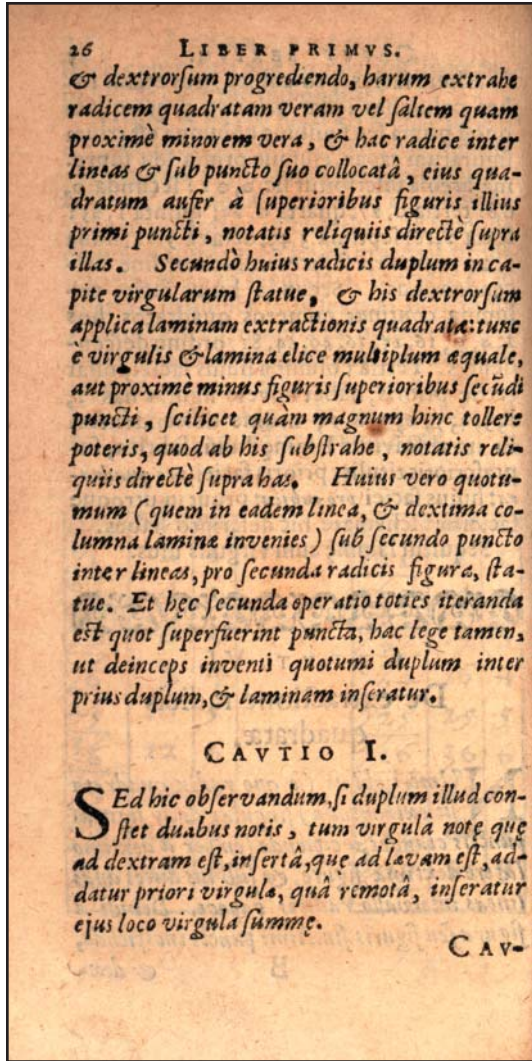 26 LIBER PRIMVS.
& dextrorſum progrediendo, harum extrahe
radicem quadratam veram vel ſaltem quam
proximè minorem vera, & hac radice inter
lineas & ſub puncto ſuo collocatâ, eius qua-
dratum aufer à ſuperioribus figuris illius
primi puncti, notatis reliquiis directè ſupra
illas. Secundò huius radicis duplum in ca-
pite virgularum ſtatue, & his dextrorſum
applica laminam extractionis quadratæ: tunc
è virgulis & lamina elice multiplum æquale,
aut proximè minus figuris ſuperioribus ſecūdi
puncti, ſcilicet quàm magnum hinc tollere
poteris, quod ab his ſubſtrahe, notatis reli-
quiis directè ſupra has. Huius vero quotu-
mum (quem in eadem linea, & dextima co-
lumna laminæ invenies) ſub ſecundo puncto
inter lineas, pro ſecunda radicis figura, ſta-
tue. Et hęc ſecunda operatio toties iteranda
eſt quot ſuperfuerint puncta, hac lege tamen,
ut deinceps inventi quotumi duplum inter
prius duplum, & laminam inſeratur.
CAVTIO I.
SEd hic obſervandum, ſi duplum illud con-
ſtet duabus notis, tum virgulâ notę quę
ad dextram eſt, inſertâ, quę ad lævam eſt, ad-
datur priori virgulæ, quâ remotâ, inſeratur
ejus loco virgula ſummę.
CAV-